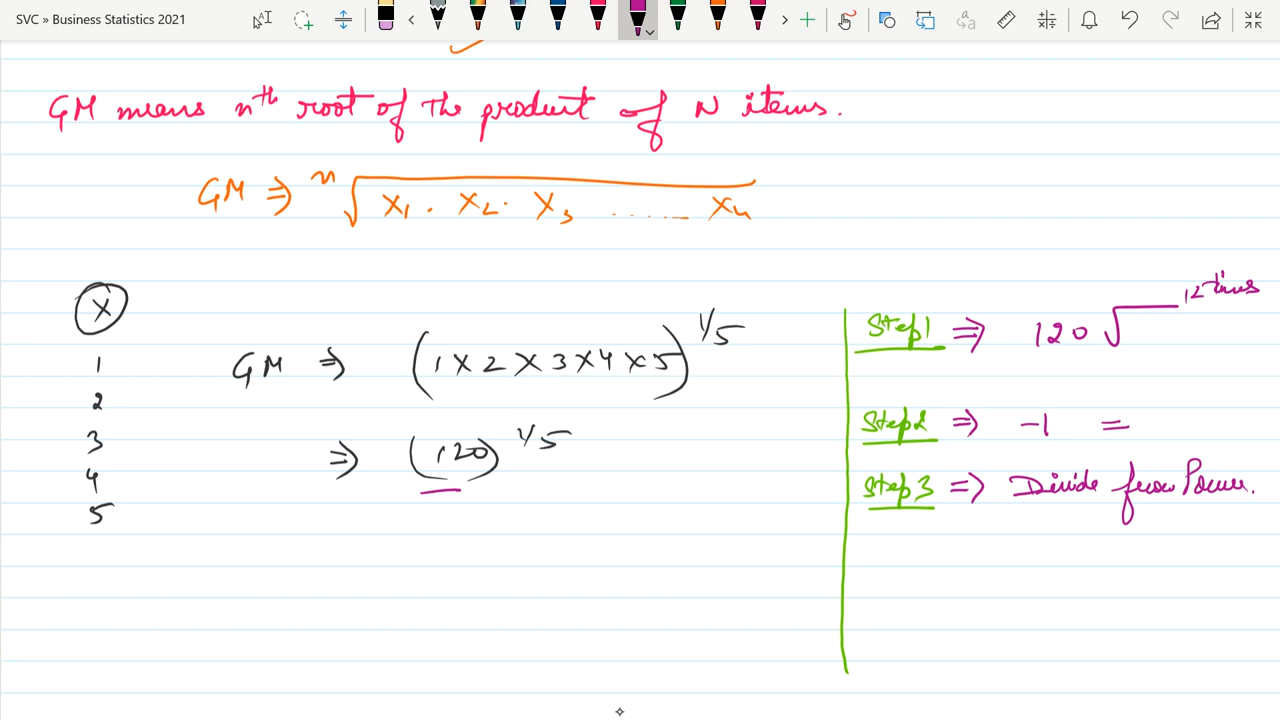 SVC » Business Statistics 2021
GM means nth root of the product of N items.
GM ⇒ n√(X1 . X2 . X3 ........ Xn)
X
1
2
3
4
5
GM ⇒ (1 X 2 X 3 X 4 X 5)^1/5
⇒ (120)^1/5
Step1 ⇒ 120 √ 12 times
Step2 ⇒ -1 =
Step3 ⇒ Divide from Power.